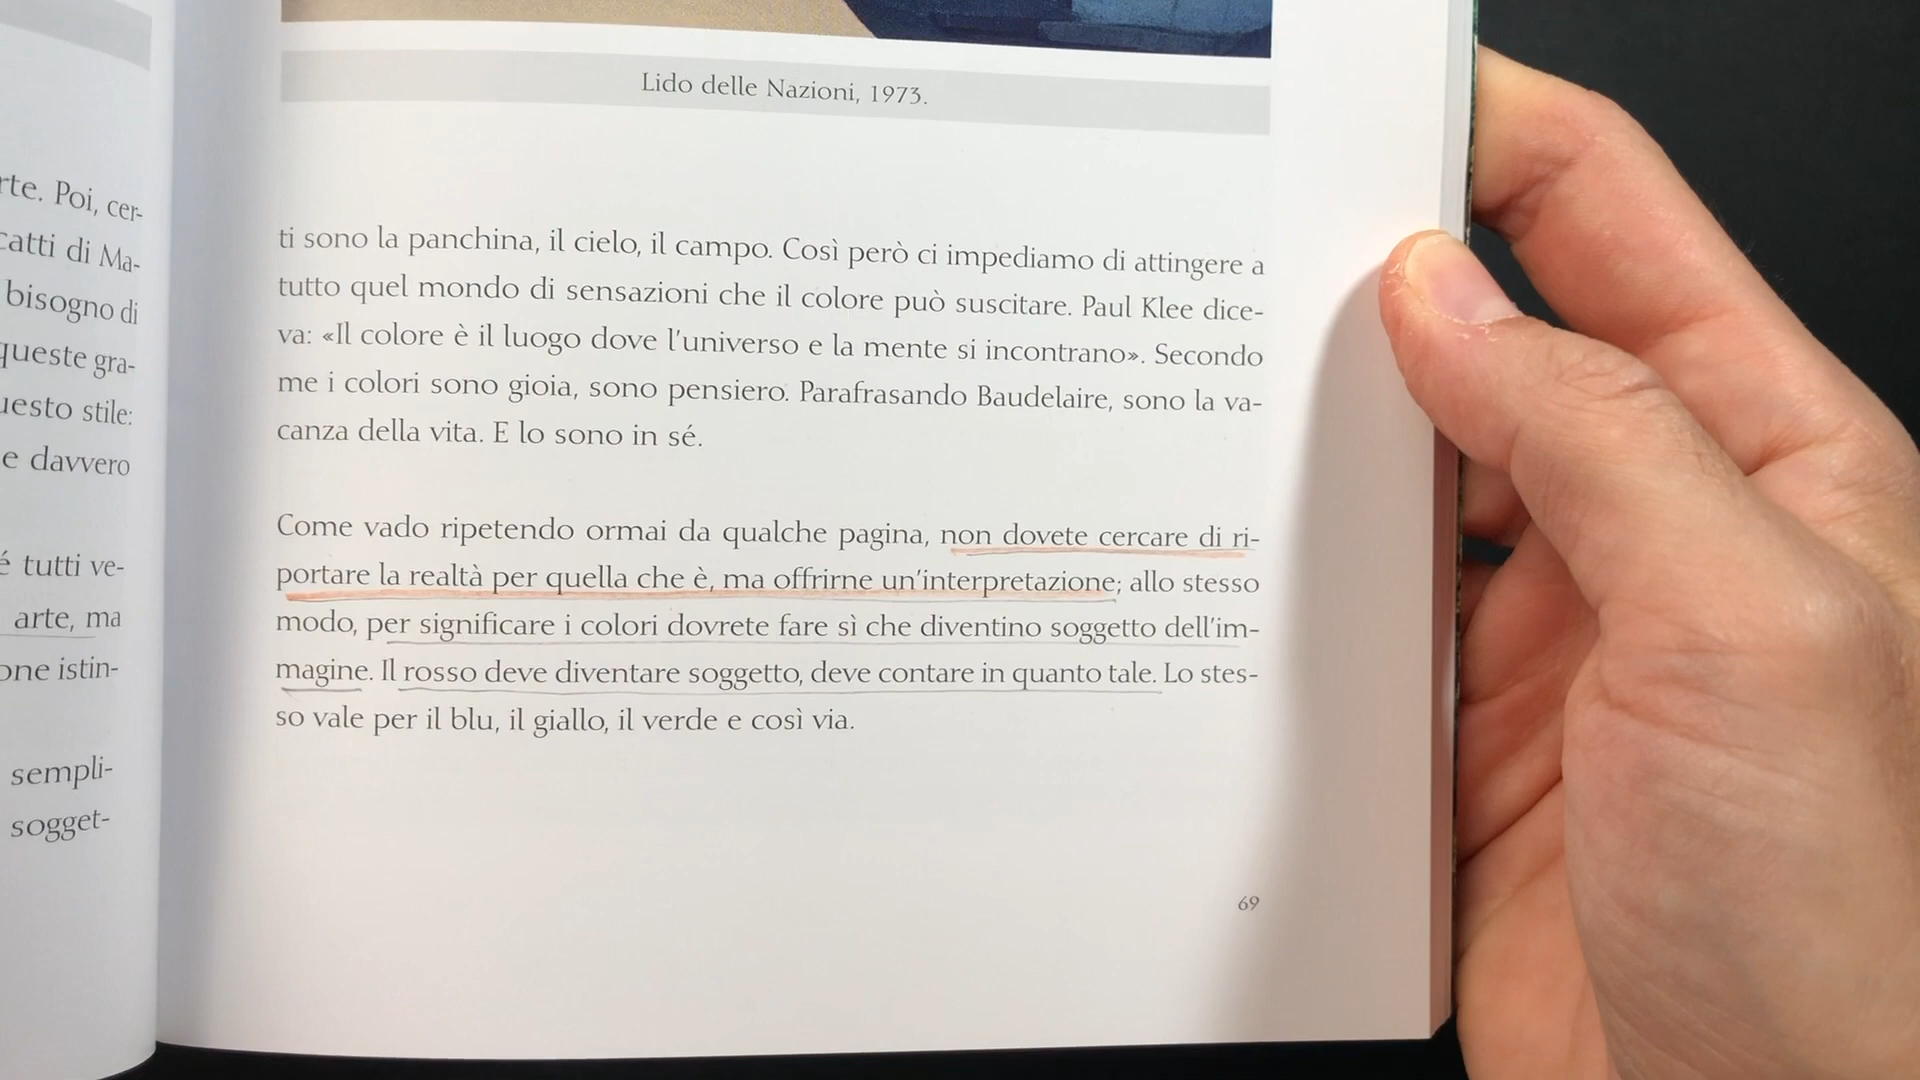 rte. Poi, cer-
catti di Ma-
bisogno di
queste gra-
uesto stile:
e davvero
é tutti ve-
arte, ma
one istin-
sempli-
sogget-
Lido delle Nazioni, 1973.
ti sono la panchina, il cielo, il campo. Così però ci impediamo di attingere a
tutto quel mondo di sensazioni che il colore può suscitare. Paul Klee dice-
va: «Il colore è il luogo dove l'universo e la mente si incontrano». Secondo
me i colori sono gioia, sono pensiero. Parafrasando Baudelaire, sono la va-
canza della vita. E lo sono in sé.
Come vado ripetendo ormai da qualche pagina, non dovete cercare di ri-
portare la realtà per quella che è, ma offrirne un'interpretazione; allo stesso
modo, per significare i colori dovrete fare sì che diventino soggetto dell'im-
magine. Il rosso deve diventare soggetto, deve contare in quanto tale. Lo stes-
so vale per il blu, il giallo, il verde e così via.
69